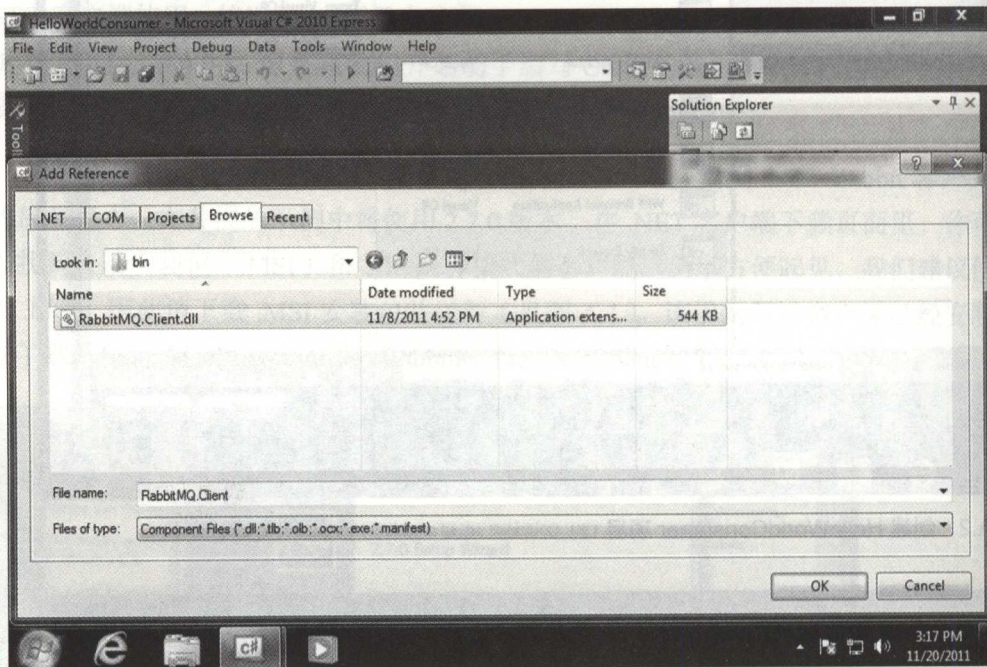 HelloWorldConsumer - Microsoft Visual C# 2010 Express
File Edit View Project Debug Data Tools Window Help
Solution Explorer
Add Reference
.NET COM Projects Browse Recent
Look in: bin
Name Date modified Type Size
RabbitMQ.Client.dll 11/8/2011 4:52 PM Application extens... 544 KB
File name: RabbitMQ.Client
Files of type: Component Files (*.dll;*.tlb;*.olb;*.ocx;*.exe;*.manifest)
OK Cancel
C#
3:17 PM
11/20/2011